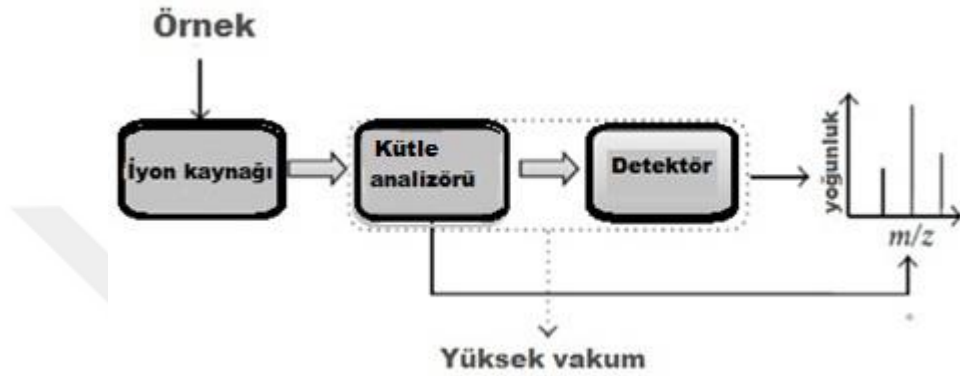 Örnek
İyon kaynağı
Kütle
analizörü
Detektör
yoğunluk
m/z
Yüksek vakum